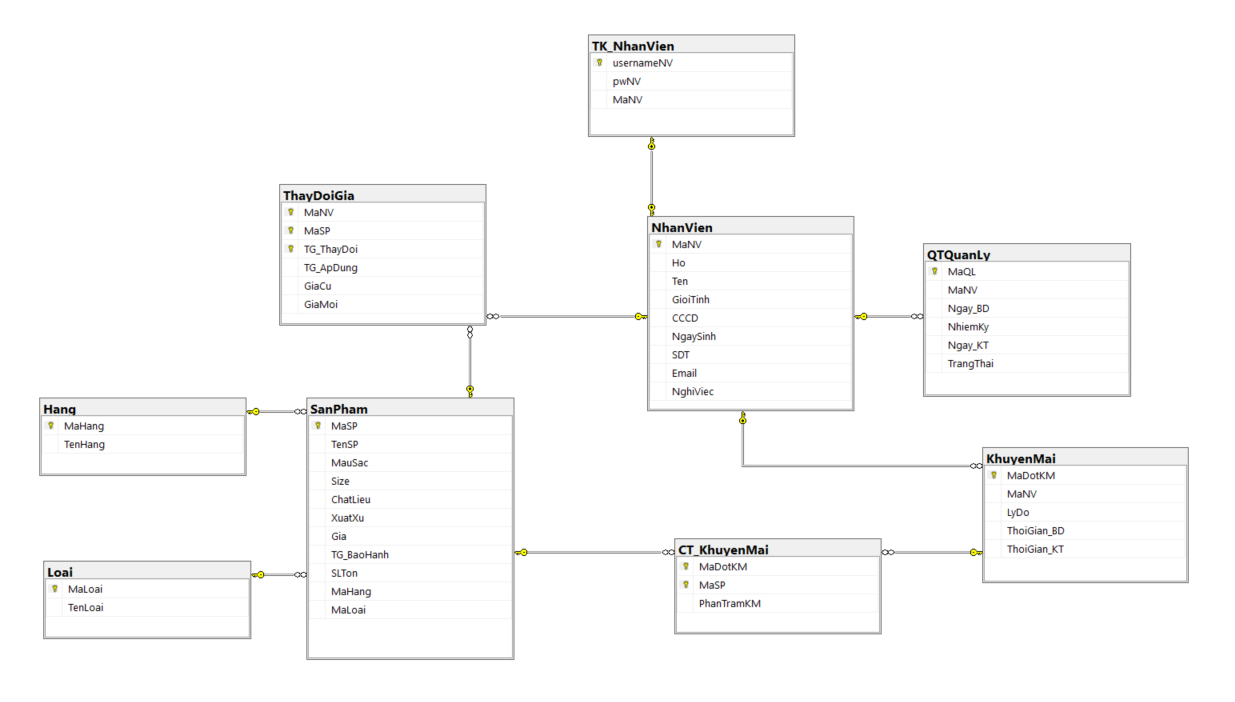 TK_NhanVien
usernameNV
pwNV
MaNV
ThayDoiGia
MaNV
MaSP
TG_ThayDoi
TG_ApDung
GiaCu
GiaMoi
NhanVien
MaNV
Ho
Ten
GioiTinh
CCCD
NgaySinh
SDT
Email
NghiViec
QTQuanLy
MaQL
MaNV
Ngay_BD
NhiemKy
Ngay_KT
TrangThai
Hang
MaHang
TenHang
SanPham
MaSP
TenSP
MauSac
Size
ChatLieu
XuatXu
Gia
TG_BaoHanh
SLTon
MaHang
MaLoai
KhuyenMai
MaDotKM
MaNV
LyDo
ThoiGian_BD
ThoiGian_KT
Loai
MaLoai
TenLoai
CT_KhuyenMai
MaDotKM
MaSP
PhanTramKM